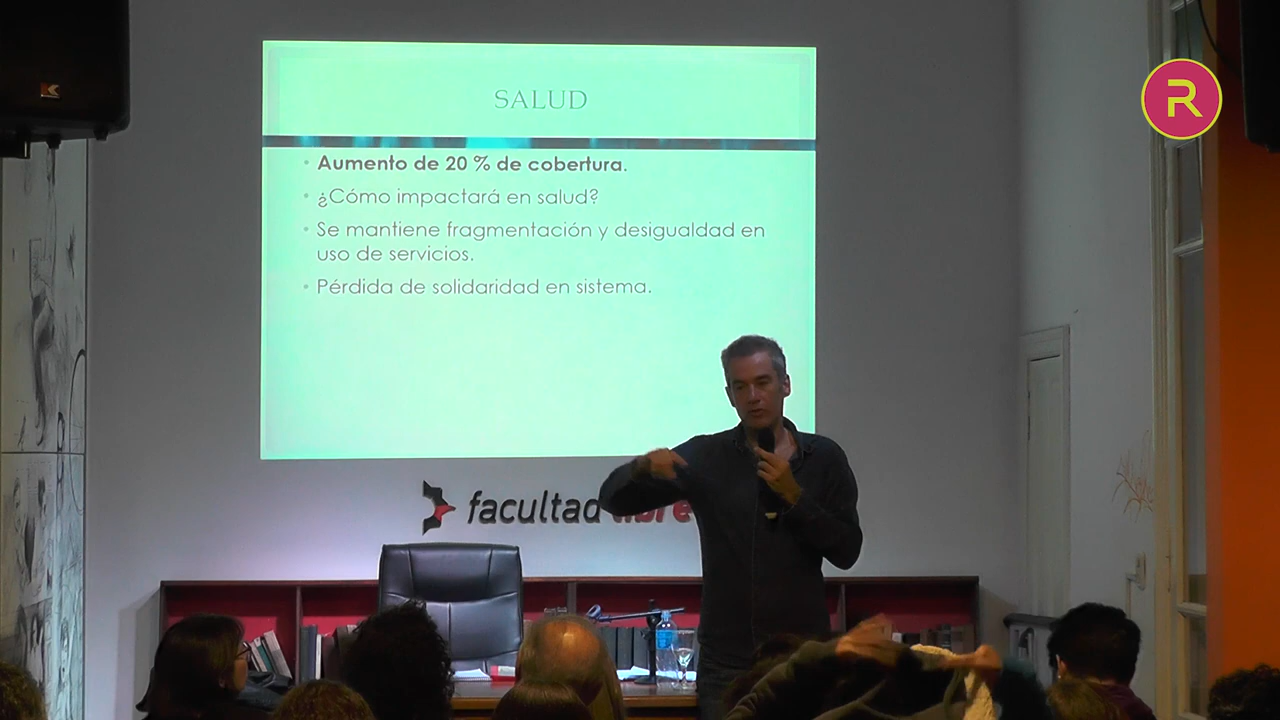 SALUD
Aumento de 20 % de cobertura.
¿Cómo impactará en salud?
Se mantiene fragmentación y desigualdad en
uso de servicios.
Pérdida de solidaridad en sistema.
R
facultad libre